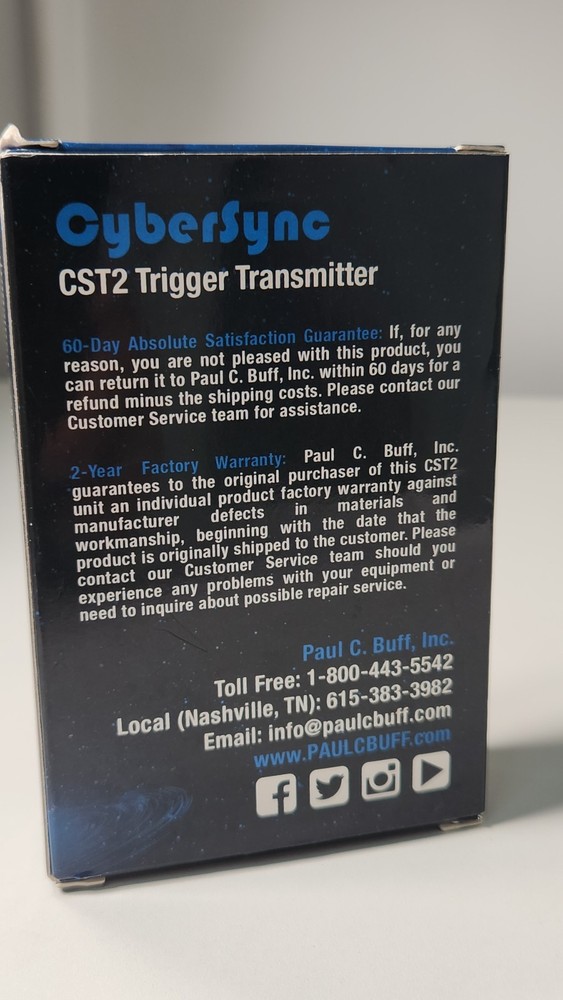 CyberSync
CST2 Trigger Transmitter
60-Day Absolute Satisfaction Guarantee: If, for any
reason, you are not pleased with this product, you
can return it to Paul C. Buff, Inc. within 60 days for a
refund minus the shipping costs. Please contact our
Customer Service team for assistance.
2-Year Factory Warranty: Paul C. Buff, Inc.
guarantees to the original purchaser of this CST2
unit an individual product factory warranty against
manufacturer defects in materials and
workmanship, beginning with the date that the
product is originally shipped to the customer. Please
contact our Customer Service team should you
experience any problems with your equipment or
need to inquire about possible repair service.
Paul C. Buff, Inc.
Toll Free: 1-800-443-5542
Local (Nashville, TN): 615-383-3982
Email: info@paulcbuff.com
www.PAULCBUFF.com